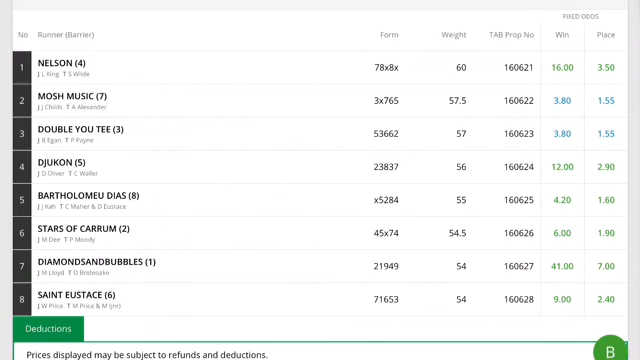 FIXED ODDS
No Runner (Barrier) Form Weight TAB Prop No Win Place
1 NELSON (4) 78x8x 60 160621 16.00 3.50
J L King T S Wilde
2 MOSH MUSIC (7) 3x765 57.5 160622 3.80 1.55
J J Childs T A Alexander
3 DOUBLE YOU TEE (3) 53662 57 160623 3.80 1.55
J B Egan T P Payne
4 DJUKON (5) 23837 56 160624 12.00 2.90
J D Oliver T C Waller
5 BARTHOLOMEU DIAS (8) x5284 55 160625 4.20 1.60
J J Kah T C Maher & D Eustace
6 STARS OF CARRUM (2) 45x74 54.5 160626 6.00 1.90
J M Dee T P Moody
7 DIAMONDSANDBUBBLES (1) 21949 54 160627 41.00 7.00
J M Lloyd T D Brideoake
8 SAINT EUSTACE (6) 71653 54 160628 9.00 2.40
J W Price T M Price & M (jnr)
Deductions
Prices displayed may be subject to refunds and deductions.
B